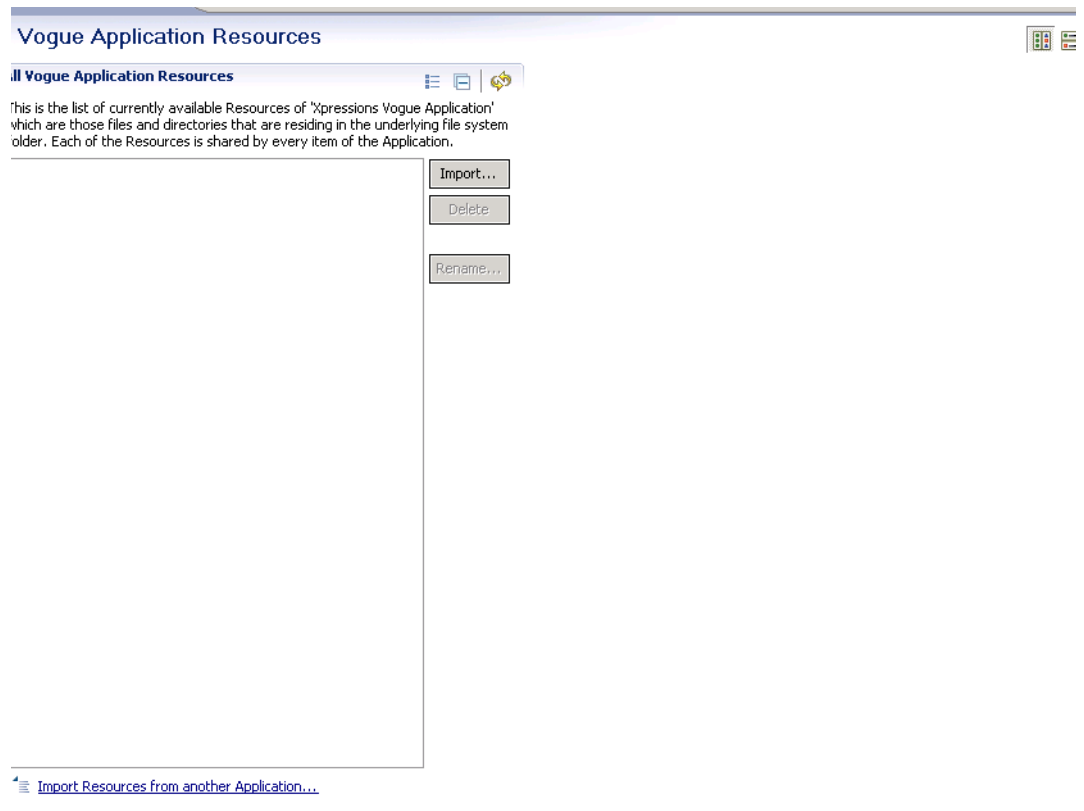 Vogue Application Resources
All Vogue Application Resources
This is the list of currently available Resources of 'Xpressions Vogue Application'
which are those files and directories that are residing in the underlying file system
folder. Each of the Resources is shared by every item of the Application.
Import...
Delete
Rename...
Import Resources from another Application...